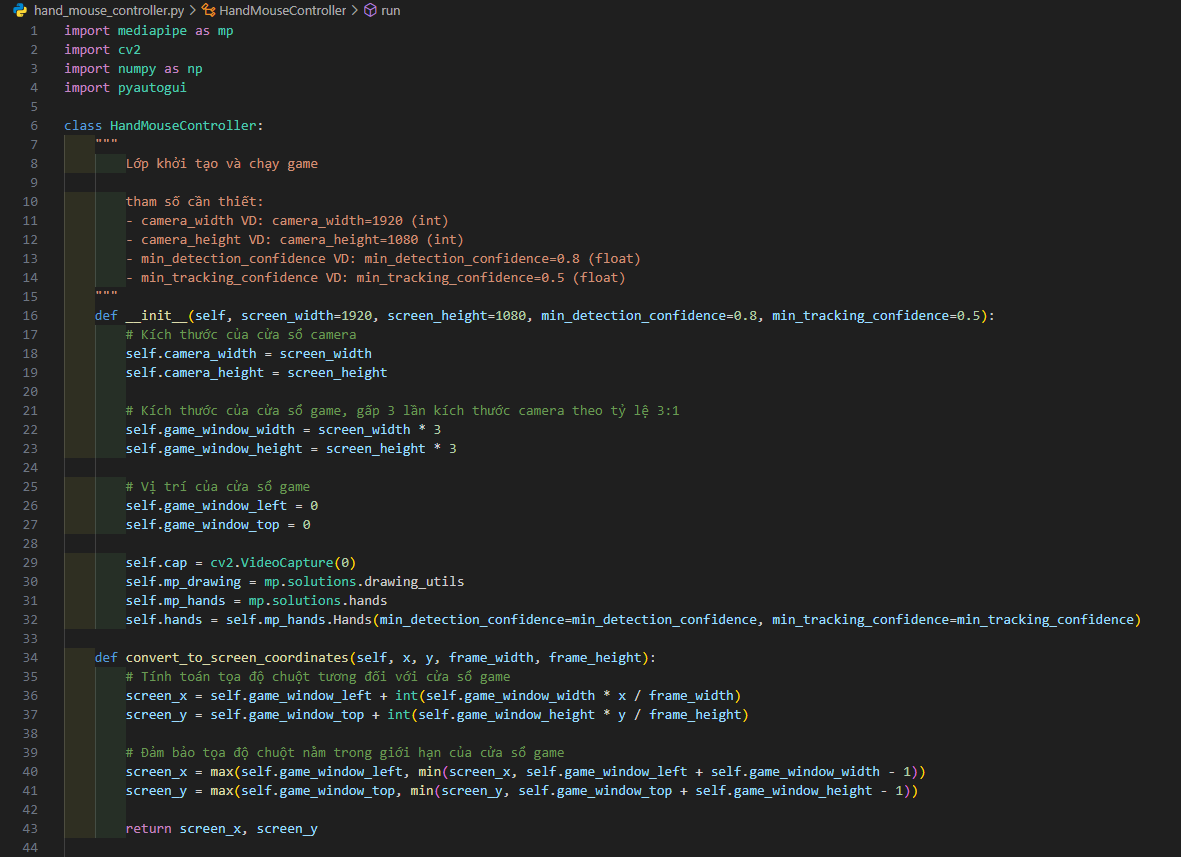 hand_mouse_controller.py > HandMouseController > run
1 import mediapipe as mp
2 import cv2
3 import numpy as np
4 import pyautogui
5
6 class HandMouseController:
7     """
8         Lớp khởi tạo và chạy game
9
10         tham số cần thiết:
11         - camera_width VD: camera_width=1920 (int)
12         - camera_height VD: camera_height=1080 (int)
13         - min_detection_confidence VD: min_detection_confidence=0.8 (float)
14         - min_tracking_confidence VD: min_tracking_confidence=0.5 (float)
15     """
16     def __init__(self, screen_width=1920, screen_height=1080, min_detection_confidence=0.8, min_tracking_confidence=0.5):
17         # Kích thước của cửa sổ camera
18         self.camera_width = screen_width
19         self.camera_height = screen_height
20
21         # Kích thước của cửa sổ game, gấp 3 lần kích thước camera theo tỷ lệ 3:1
22         self.game_window_width = screen_width * 3
23         self.game_window_height = screen_height * 3
24
25         # Vị trí của cửa sổ game
26         self.game_window_left = 0
27         self.game_window_top = 0
28
29         self.cap = cv2.VideoCapture(0)
30         self.mp_drawing = mp.solutions.drawing_utils
31         self.mp_hands = mp.solutions.hands
32         self.hands = self.mp_hands.Hands(min_detection_confidence=min_detection_confidence, min_tracking_confidence=min_tracking_confidence)
33
34     def convert_to_screen_coordinates(self, x, y, frame_width, frame_height):
35         # Tính toán tọa độ chuột tương đối với cửa sổ game
36         screen_x = self.game_window_left + int(self.game_window_width * x / frame_width)
37         screen_y = self.game_window_top + int(self.game_window_height * y / frame_height)
38
39         # Đảm bảo tọa độ chuột nằm trong giới hạn của cửa sổ game
40         screen_x = max(self.game_window_left, min(screen_x, self.game_window_left + self.game_window_width - 1))
41         screen_y = max(self.game_window_top, min(screen_y, self.game_window_top + self.game_window_height - 1))
42
43         return screen_x, screen_y
44